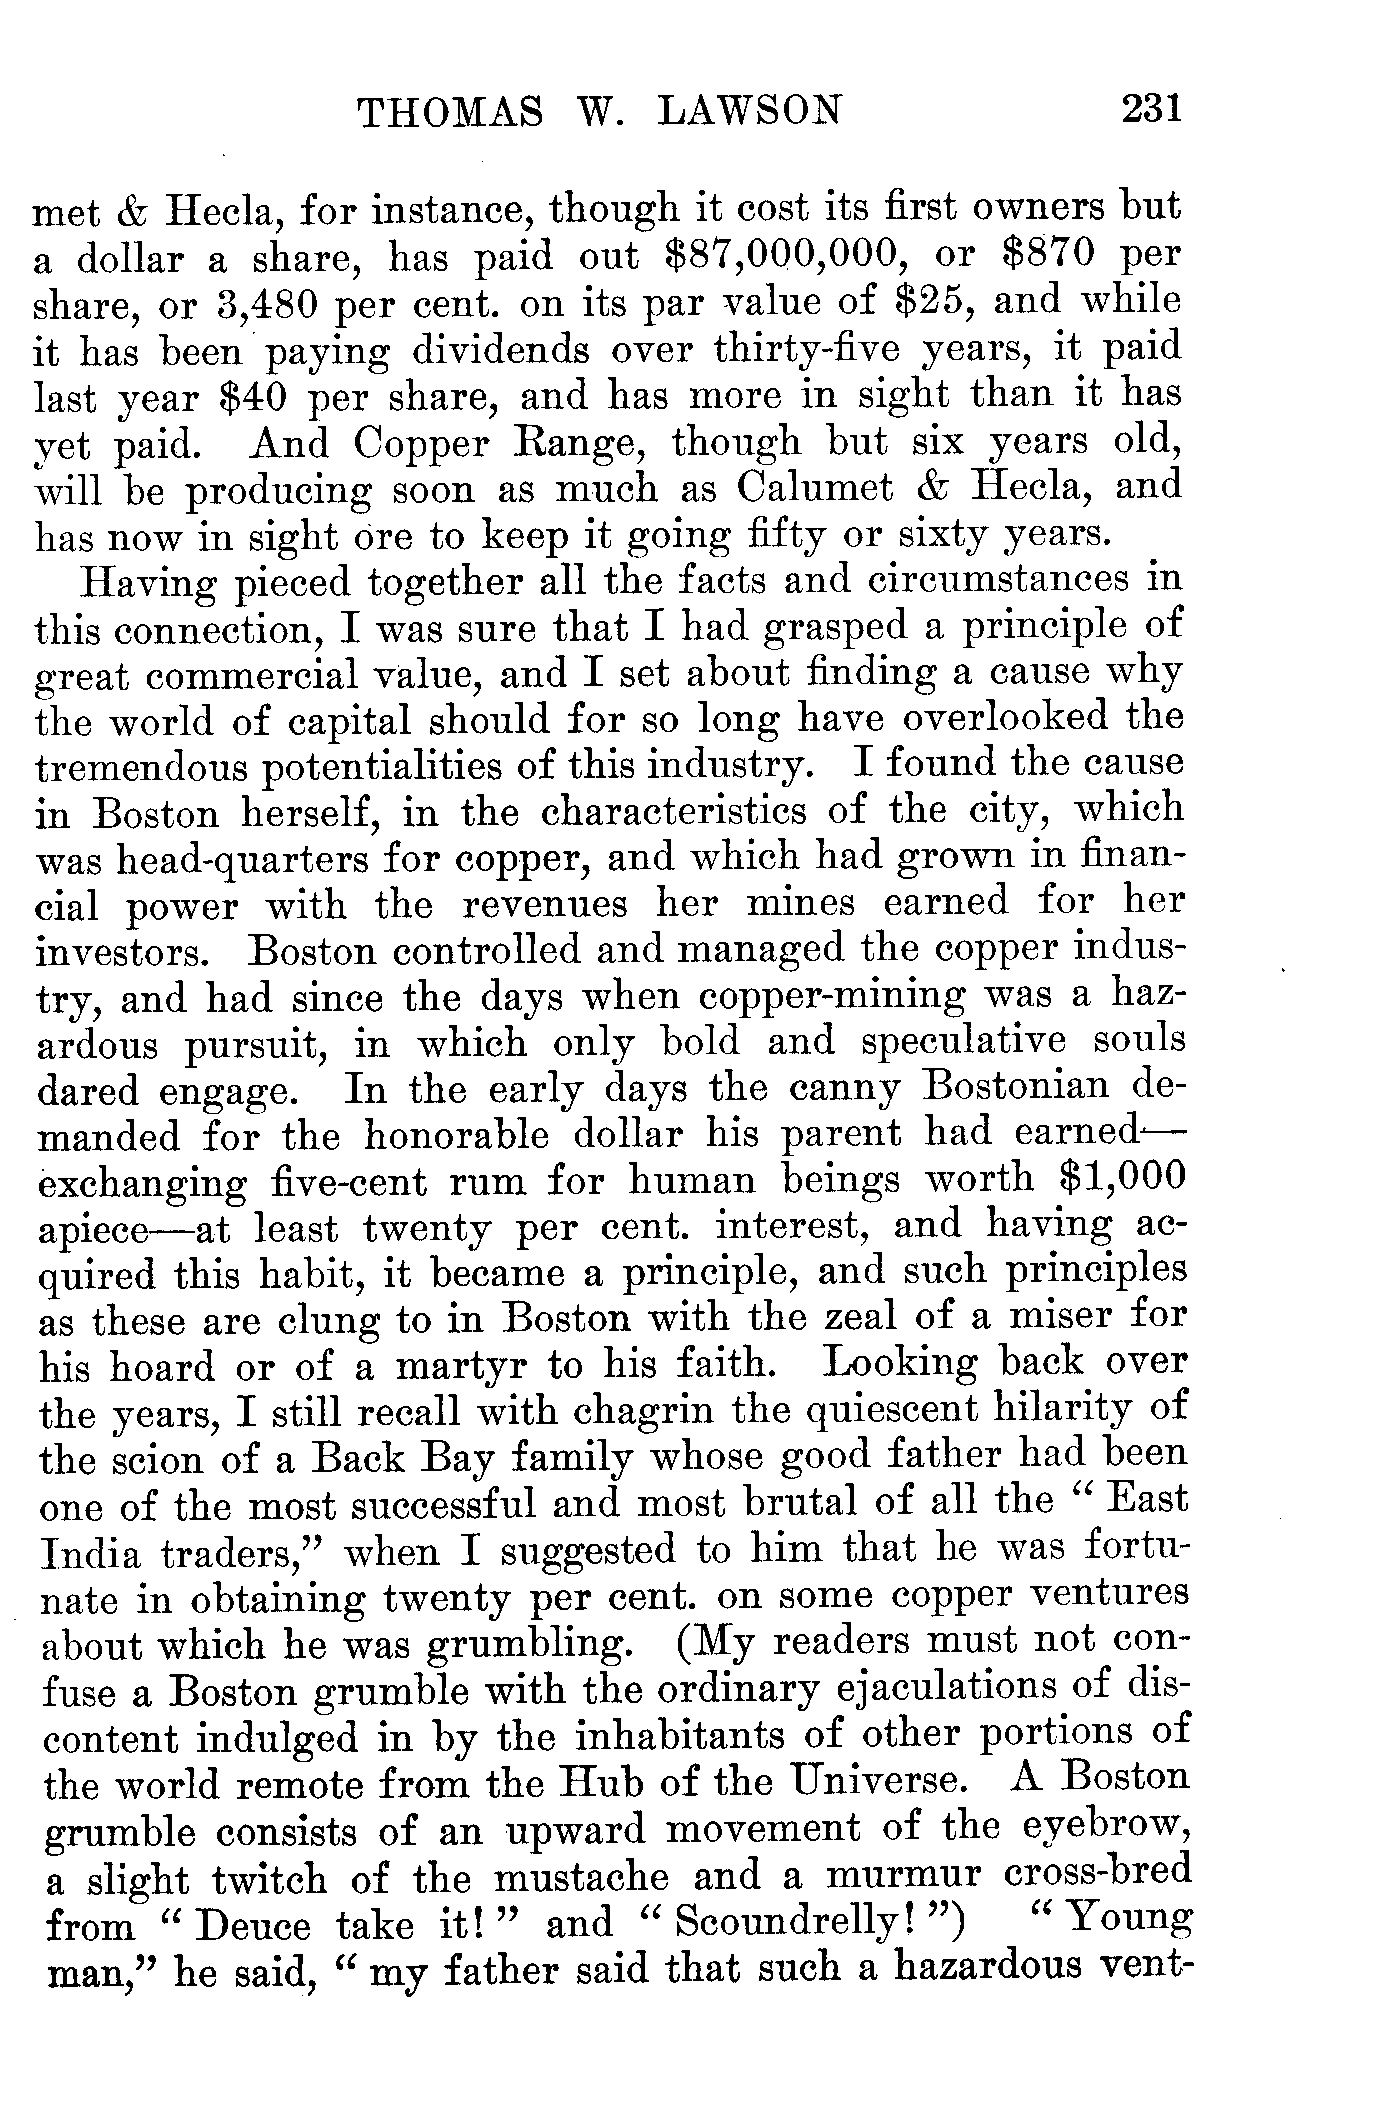 THOMAS W. LAWSON 231
met & Hecla, for instance, though it cost its first owners but
a dollar a share, has paid out $87,000,000, or $870 per
share, or 3,480 per cent. on its par value of $25, and while
it has been paying dividends over thirty-five years, it paid
last year $40 per share, and has more in sight than it has
yet paid. And Copper Range, though but six years old,
will be producing soon as much as Calumet & Hecla, and
has now in sight ore to keep it going fifty or sixty years.
Having pieced together all the facts and circumstances in
this connection, I was sure that I had grasped a principle of
great commercial value, and I set about finding a cause why
the world of capital should for so long have overlooked the
tremendous potentialities of this industry. I found the cause
in Boston herself, in the characteristics of the city, which
was head-quarters for copper, and which had grown in finan-
cial power with the revenues her mines earned for her
investors. Boston controlled and managed the copper indus-
try, and had since the days when copper-mining was a haz-
ardous pursuit, in which only bold and speculative souls
dared engage. In the early days the canny Bostonian de-
manded for the honorable dollar his parent had earned—
exchanging five-cent rum for human beings worth $1,000
apiece—at least twenty per cent. interest, and having ac-
quired this habit, it became a principle, and such principles
as these are clung to in Boston with the zeal of a miser for
his hoard or of a martyr to his faith. Looking back over
the years, I still recall with chagrin the quiescent hilarity of
the scion of a Back Bay family whose good father had been
one of the most successful and most brutal of all the “ East
India traders,” when I suggested to him that he was fortu-
nate in obtaining twenty per cent. on some copper ventures
about which he was grumbling. (My readers must not con-
fuse a Boston grumble with the ordinary ejaculations of dis-
content indulged in by the inhabitants of other portions of
the world remote from the Hub of the Universe. A Boston
grumble consists of an upward movement of the eyebrow,
a slight twitch of the mustache and a murmur cross-bred
from “ Deuce take it! ” and “ Scoundrelly! ”) “ Young
man,” he said, “ my father said that such a hazardous vent-